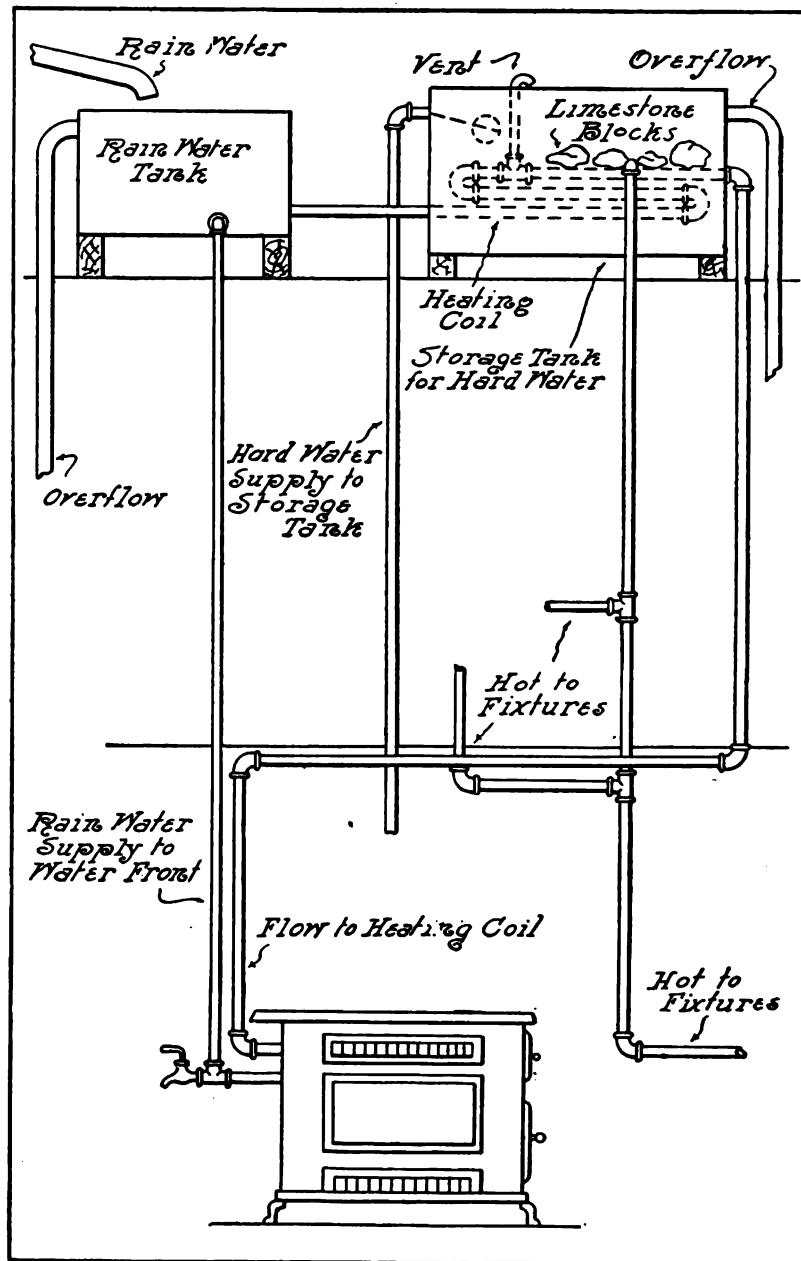 Rain Water
Vent
Overflow
Limestone
Blocks
Rain Water
Tank
Heating
Coil
Storage Tank
for Hard Water
Overflow
Hard Water
Supply to
Storage
Tank
Hot to
Fixtures
Rain Water
Supply to
Water Front
Flow to Heating Coil
Hot to
Fixtures